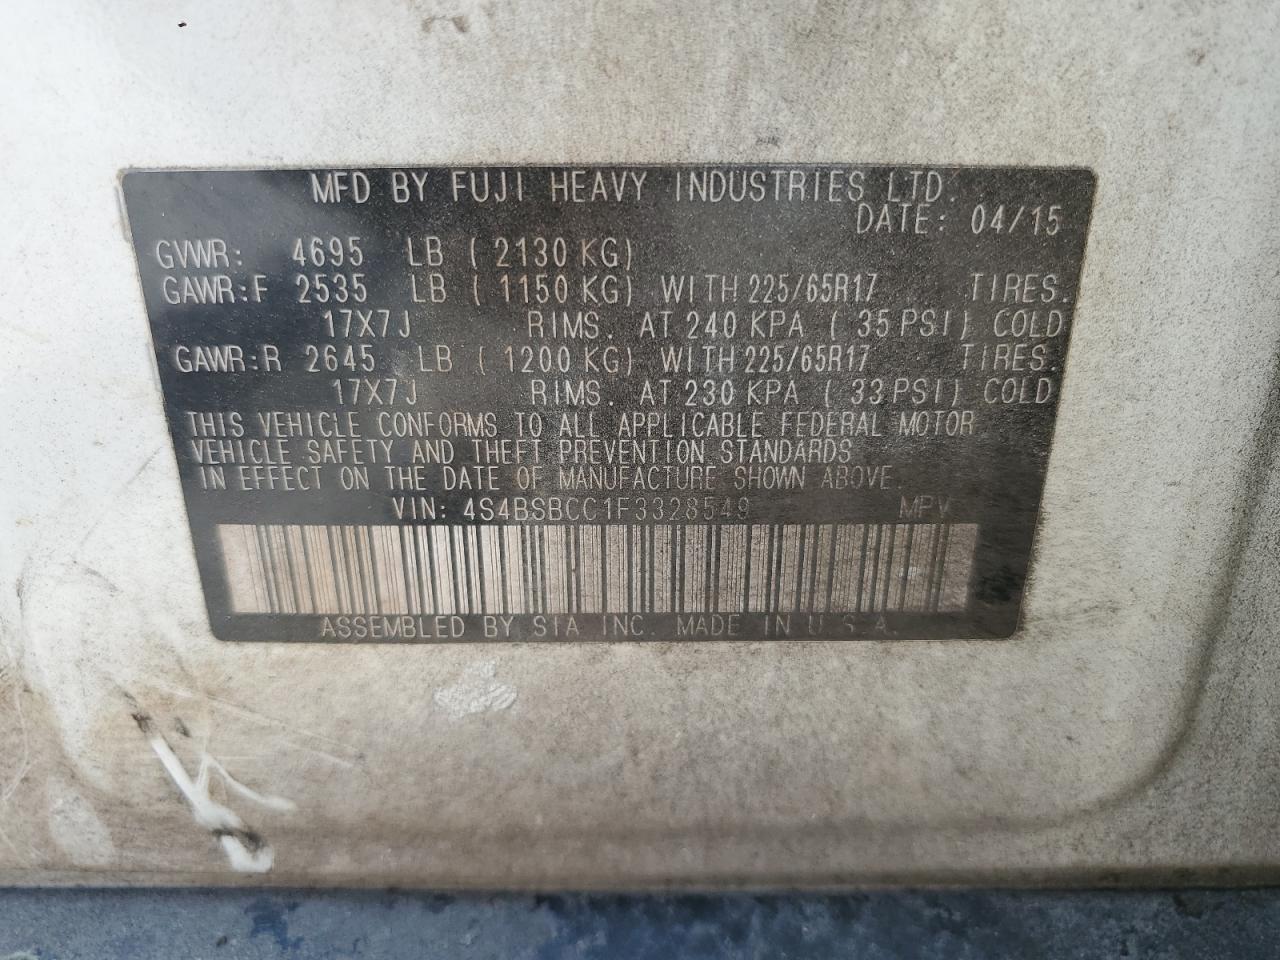 MFD BY FUJI HEAVY INDUSTRIES LTD.
DATE: 04/15
GVWR: 4695 LB ( 2130 KG)
GAWR:F 2535 LB ( 1150 KG) WITH 225/65R17 TIRES.
17X7J RIMS. AT 240 KPA ( 35 PSI) COLD
GAWR:R 2645 LB ( 1200 KG) WITH 225/65R17 TIRES.
17X7J RIMS. AT 230 KPA ( 33 PSI) COLD
THIS VEHICLE CONFORMS TO ALL APPLICABLE FEDERAL MOTOR
VEHICLE SAFETY AND THEFT PREVENTION STANDARDS
IN EFFECT ON THE DATE OF MANUFACTURE SHOWN ABOVE.
VIN: 4S4BSBCC1F3328549 MPV
ASSEMBLED BY SIA INC. MADE IN U.S.A.